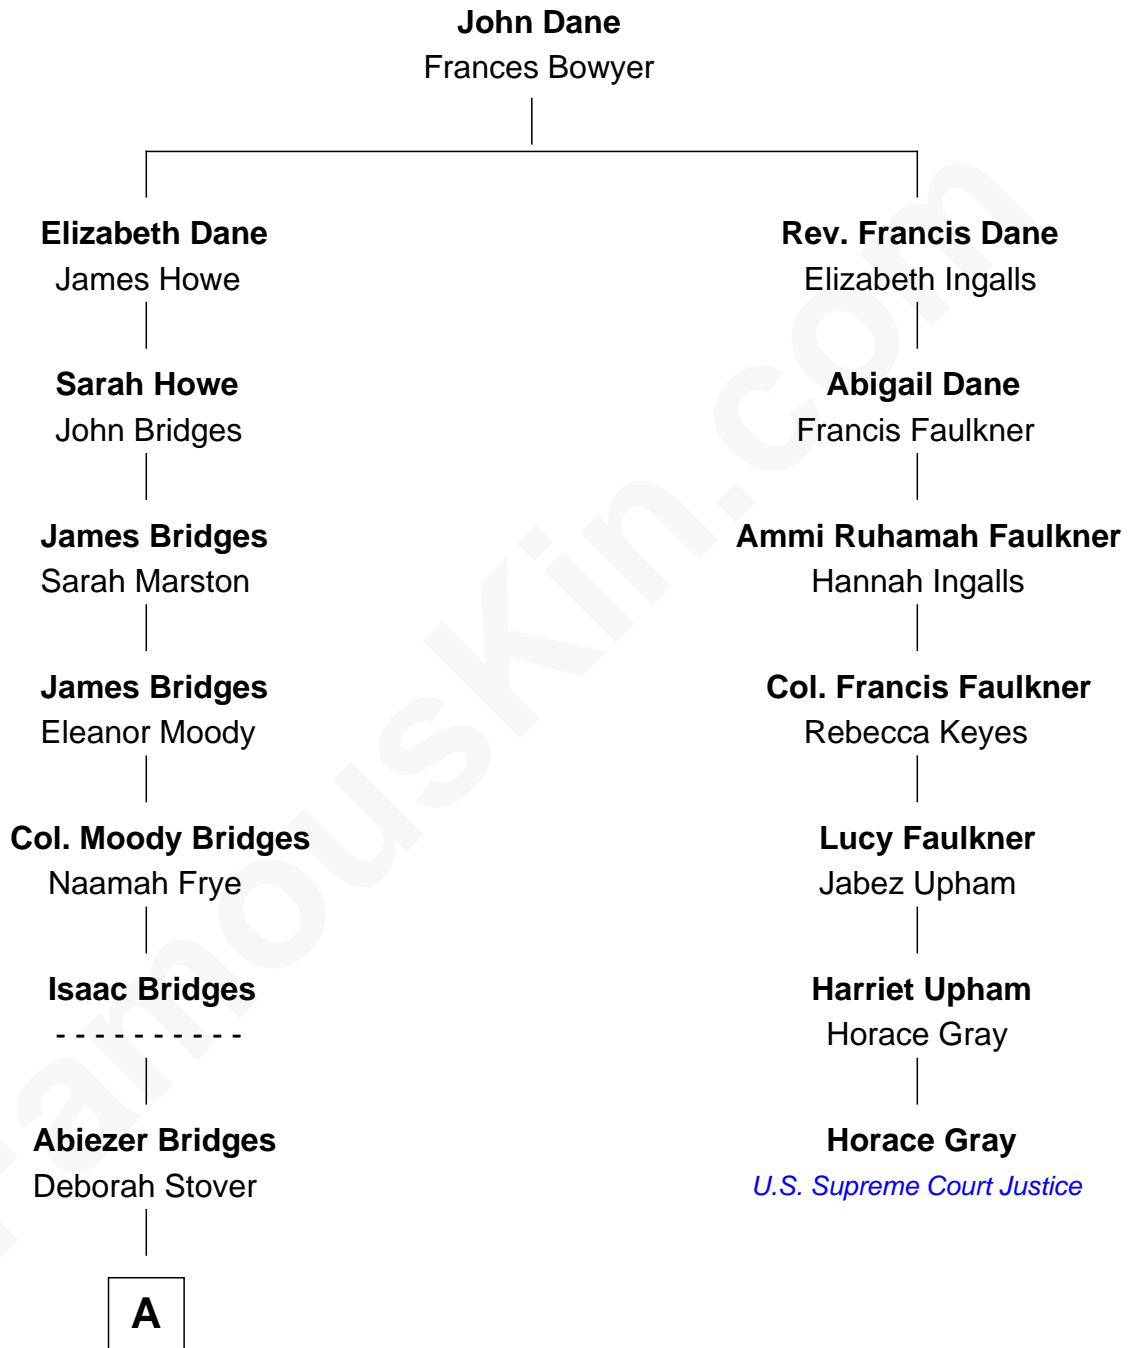 John Dane
Frances Bowyer
Elizabeth Dane
James Howe
Rev. Francis Dane
Elizabeth Ingalls
Sarah Howe
John Bridges
Abigail Dane
Francis Faulkner
James Bridges
Sarah Marston
Ammi Ruhamah Faulkner
Hannah Ingalls
James Bridges
Eleanor Moody
Col. Francis Faulkner
Rebecca Keyes
Col. Moody Bridges
Naamah Frye
Lucy Faulkner
Jabez Upham
Isaac Bridges
- - - - - - - - - -
Harriet Upham
Horace Gray
Abiezer Bridges
Deborah Stover
Horace Gray
U.S. Supreme Court Justice
A
FamousKin.com